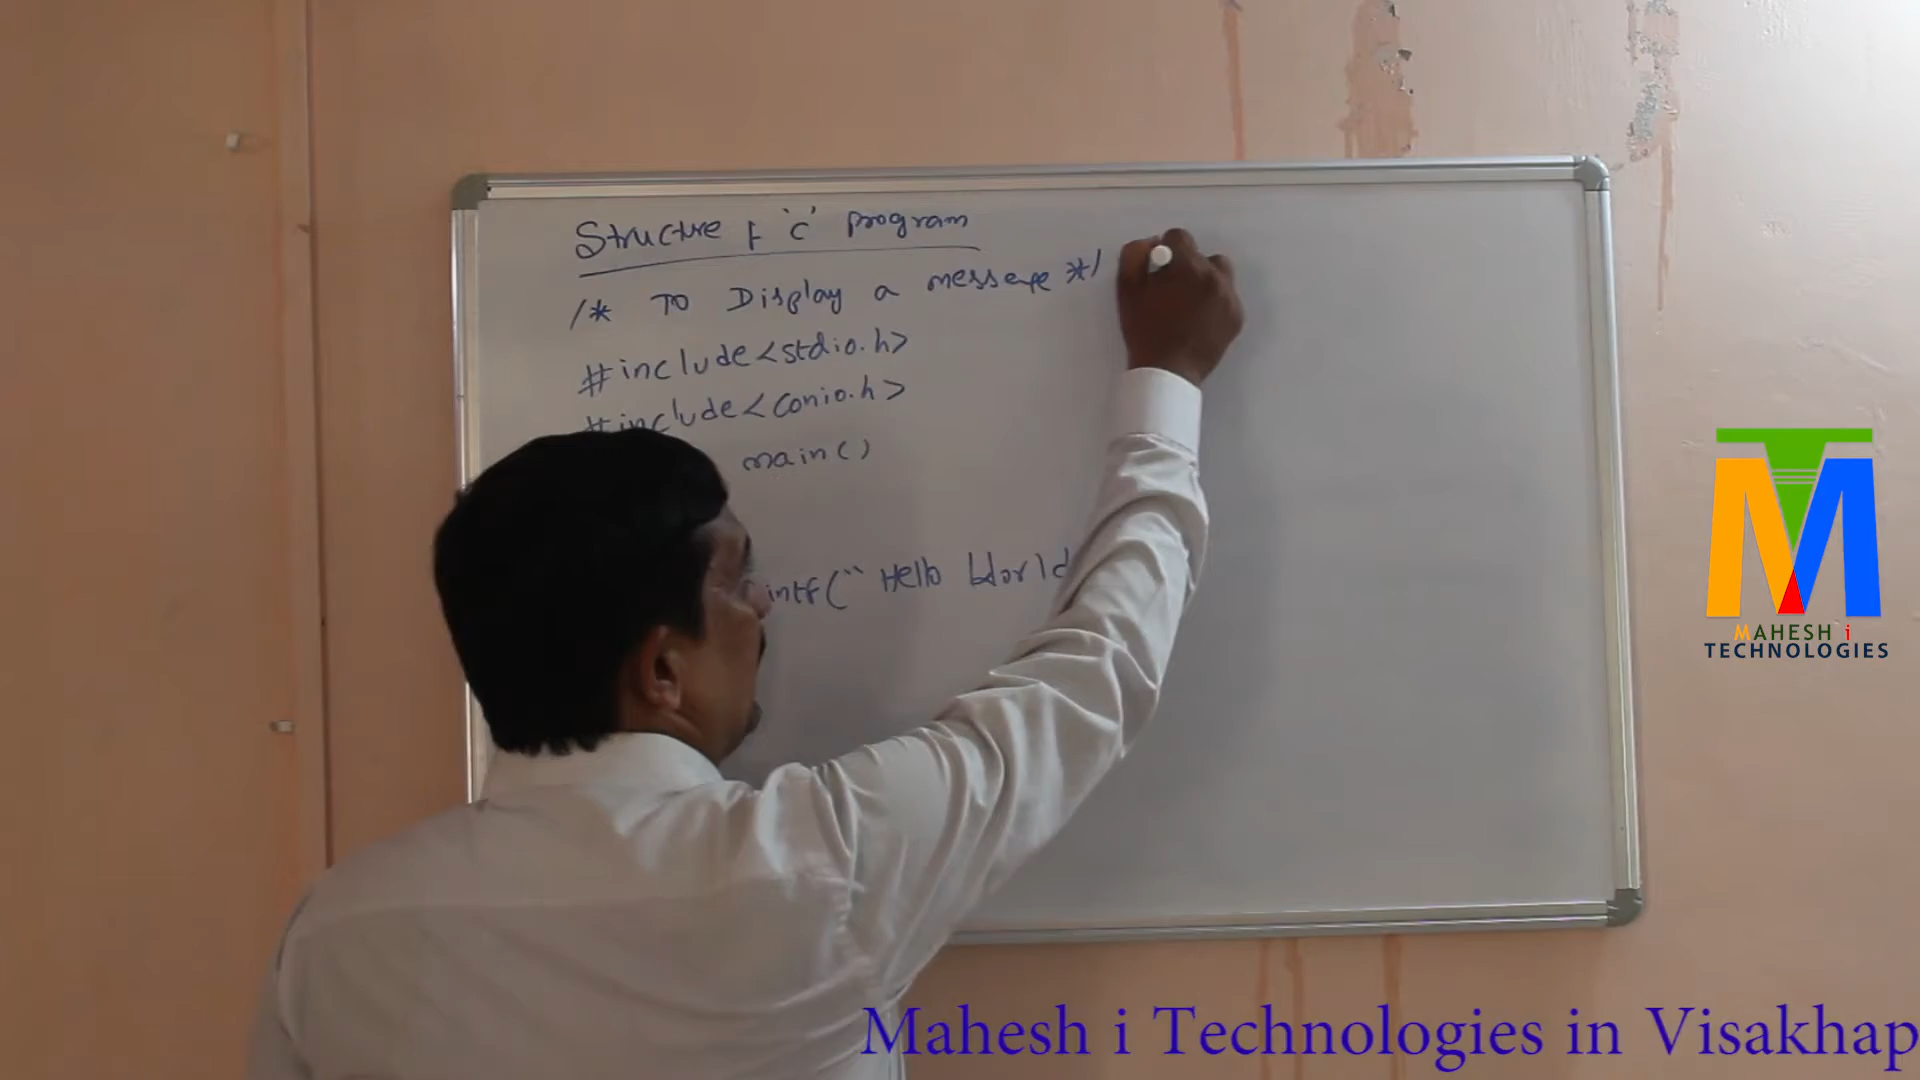 Structure of 'C' program
/* To Display a message */
#include<stdio.h>
#include<conio.h>
main()
intf(" Hello World
MAHESH i
TECHNOLOGIES
Mahesh i Technologies in Visakhap